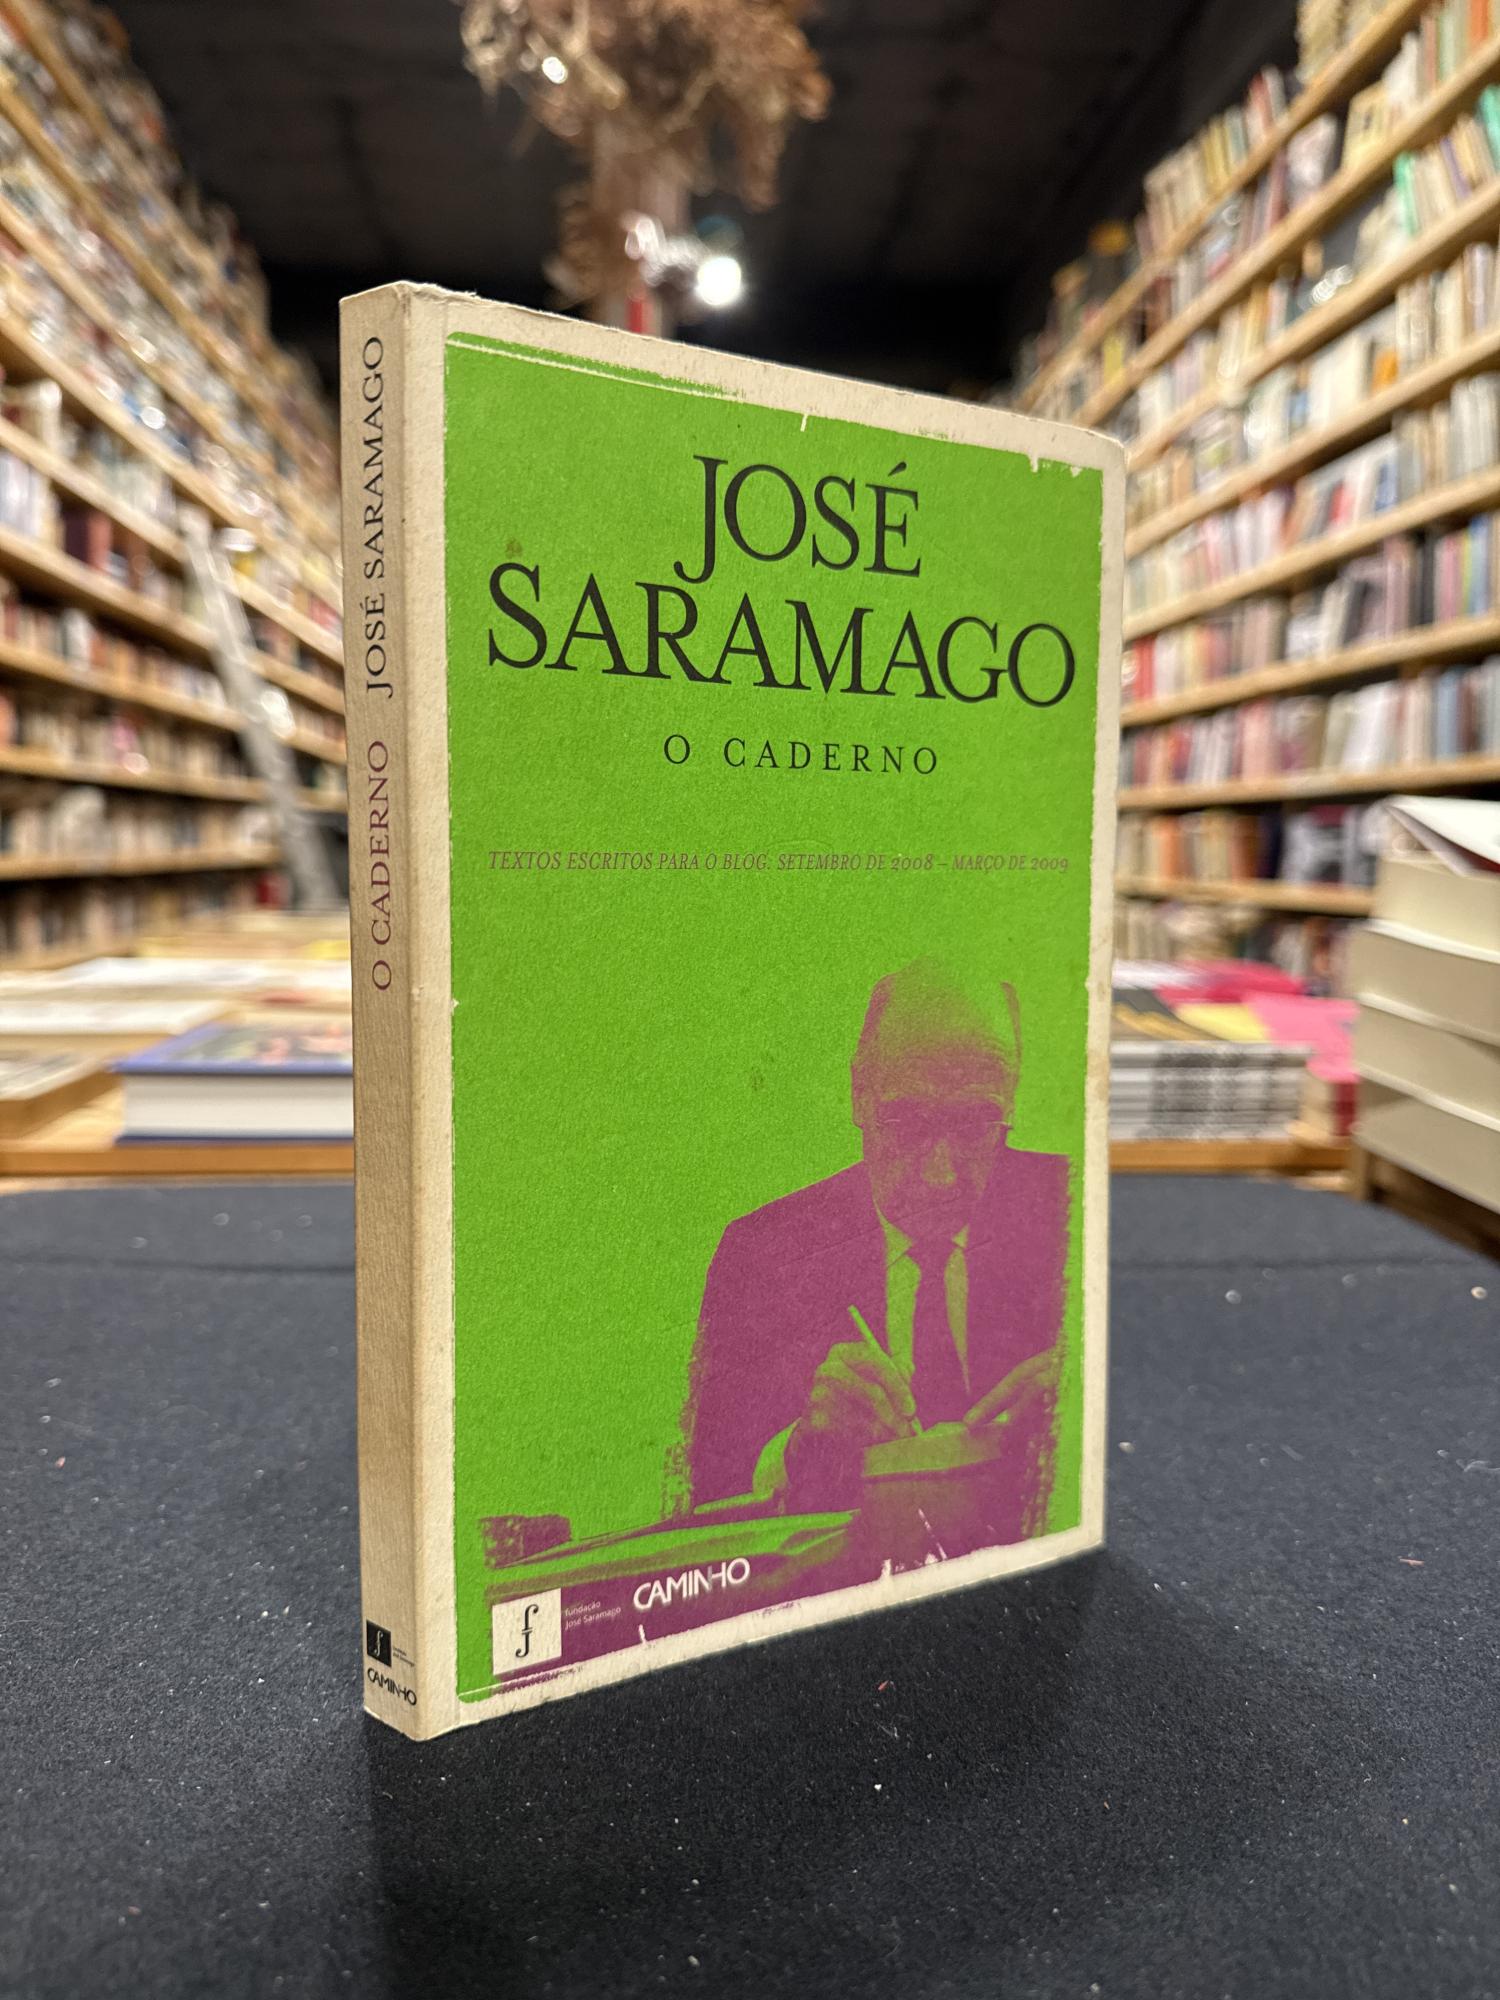 JOSÉ
SARAMAGO
O CADERNO
TEXTOS ESCRITOS PARA O BLOG. SETEMBRO DE 2008 – MARÇO DE 2009
fundação
José Saramago
CAMINHO
O CADERNO JOSÉ SARAMAGO
CAMINHO